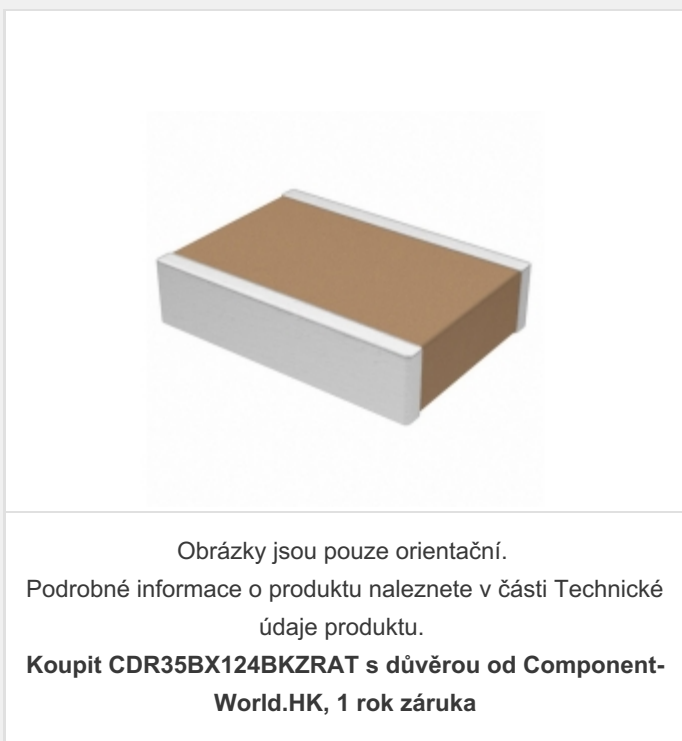 Obrázky jsou pouze orientační.
Podrobné informace o produktu naleznete v části Technické
údaje produktu.
Koupit CDR35BX124BKZRAT s důvěrou od Component-
World.HK, 1 rok záruka